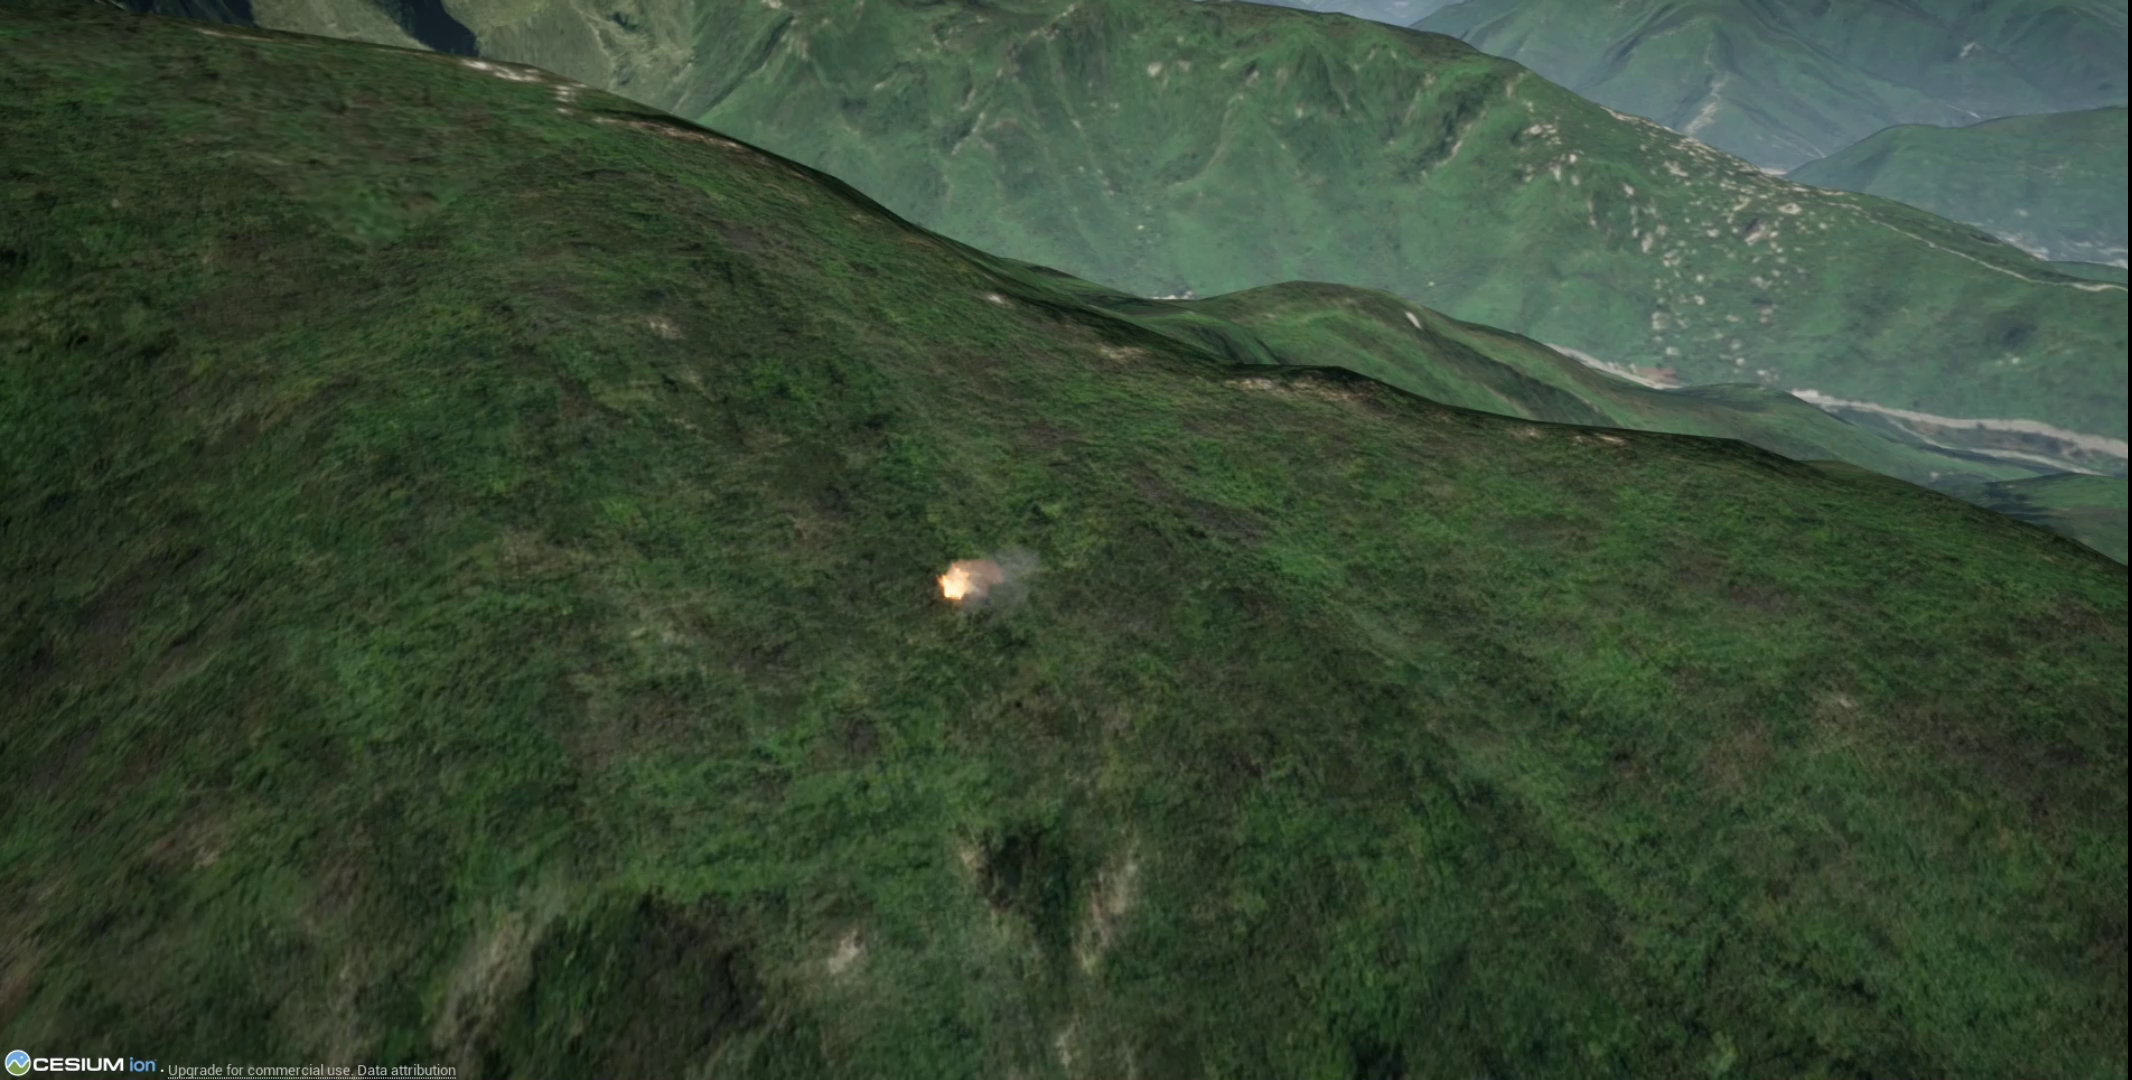 CESIUM ion. Upgrade for commercial use. Data attribution